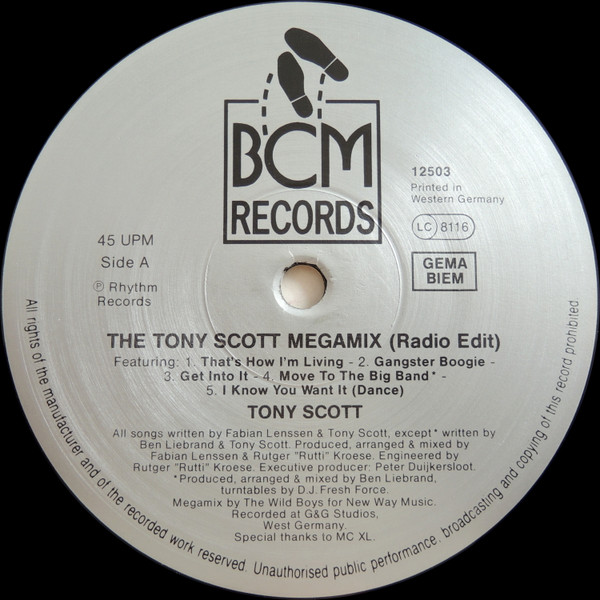 BCM
RECORDS
12503
Printed in
Western Germany
LC 8116
GEMA
BIEM
45 UPM
Side A
Ⓟ Rhythm
Records
THE TONY SCOTT MEGAMIX (Radio Edit)
Featuring: 1. That's How I'm Living - 2. Gangster Boogie -
3. Get Into It - 4. Move To The Big Band* -
5. I Know You Want It (Dance)
TONY SCOTT
All songs written by Fabian Lenssen & Tony Scott, except* written by
Ben Liebrand & Tony Scott. Produced, arranged & mixed by
Fabian Lenssen & Rutger "Rutti" Kroese. Engineered by
Rutger "Rutti" Kroese. Executive producer: Peter Duijkersloot.
*Produced, arranged & mixed by Ben Liebrand,
turntables by D.J. Fresh Force.
Megamix by The Wild Boys for New Way Music.
Recorded at G&G Studios,
West Germany.
Special thanks to MC XL.
All rights of the manufacturer and of the recorded work reserved. Unauthorised public performance, broadcasting and copying of this record prohibited.